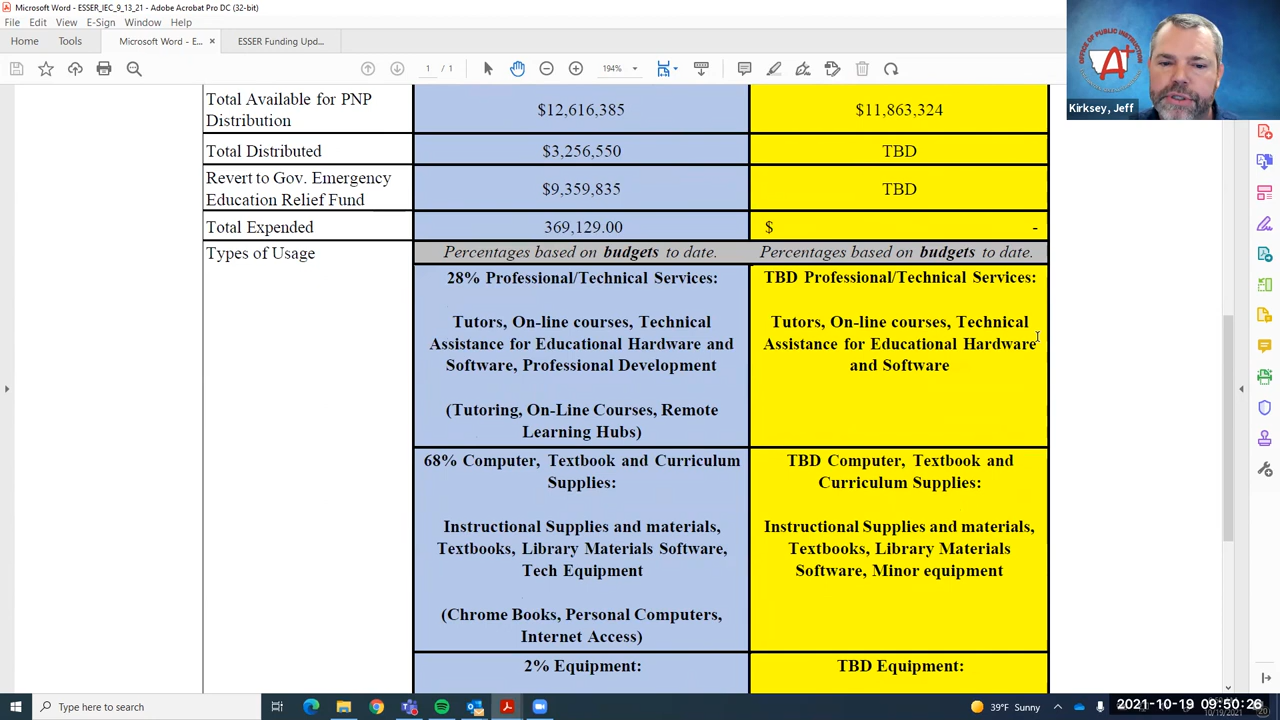 Microsoft Word - ESSER_IEC_9_13_21 - Adobe Acrobat Pro DC (32-bit)
File Edit View E-Sign Window Help
Home Tools Microsoft Word - E... × ESSER Funding Upd...
1 / 1 194%
OFFICE OF PUBLIC INSTRUCTION
A+
Kirksey, Jeff
Total Available for PNP
Distribution
$12,616,385
$11,863,324
Total Distributed
$3,256,550
TBD
Revert to Gov. Emergency
Education Relief Fund
$9,359,835
TBD
Total Expended
369,129.00
$ -
Types of Usage
Percentages based on budgets to date.
Percentages based on budgets to date.
28% Professional/Technical Services:
Tutors, On-line courses, Technical
Assistance for Educational Hardware and
Software, Professional Development
(Tutoring, On-Line Courses, Remote
Learning Hubs)
TBD Professional/Technical Services:
Tutors, On-line courses, Technical
Assistance for Educational Hardware
and Software
68% Computer, Textbook and Curriculum
Supplies:
Instructional Supplies and materials,
Textbooks, Library Materials Software,
Tech Equipment
(Chrome Books, Personal Computers,
Internet Access)
TBD Computer, Textbook and
Curriculum Supplies:
Instructional Supplies and materials,
Textbooks, Library Materials
Software, Minor equipment
2% Equipment:
TBD Equipment:
Type here to search
39°F Sunny
2021-10-19 09:50:26